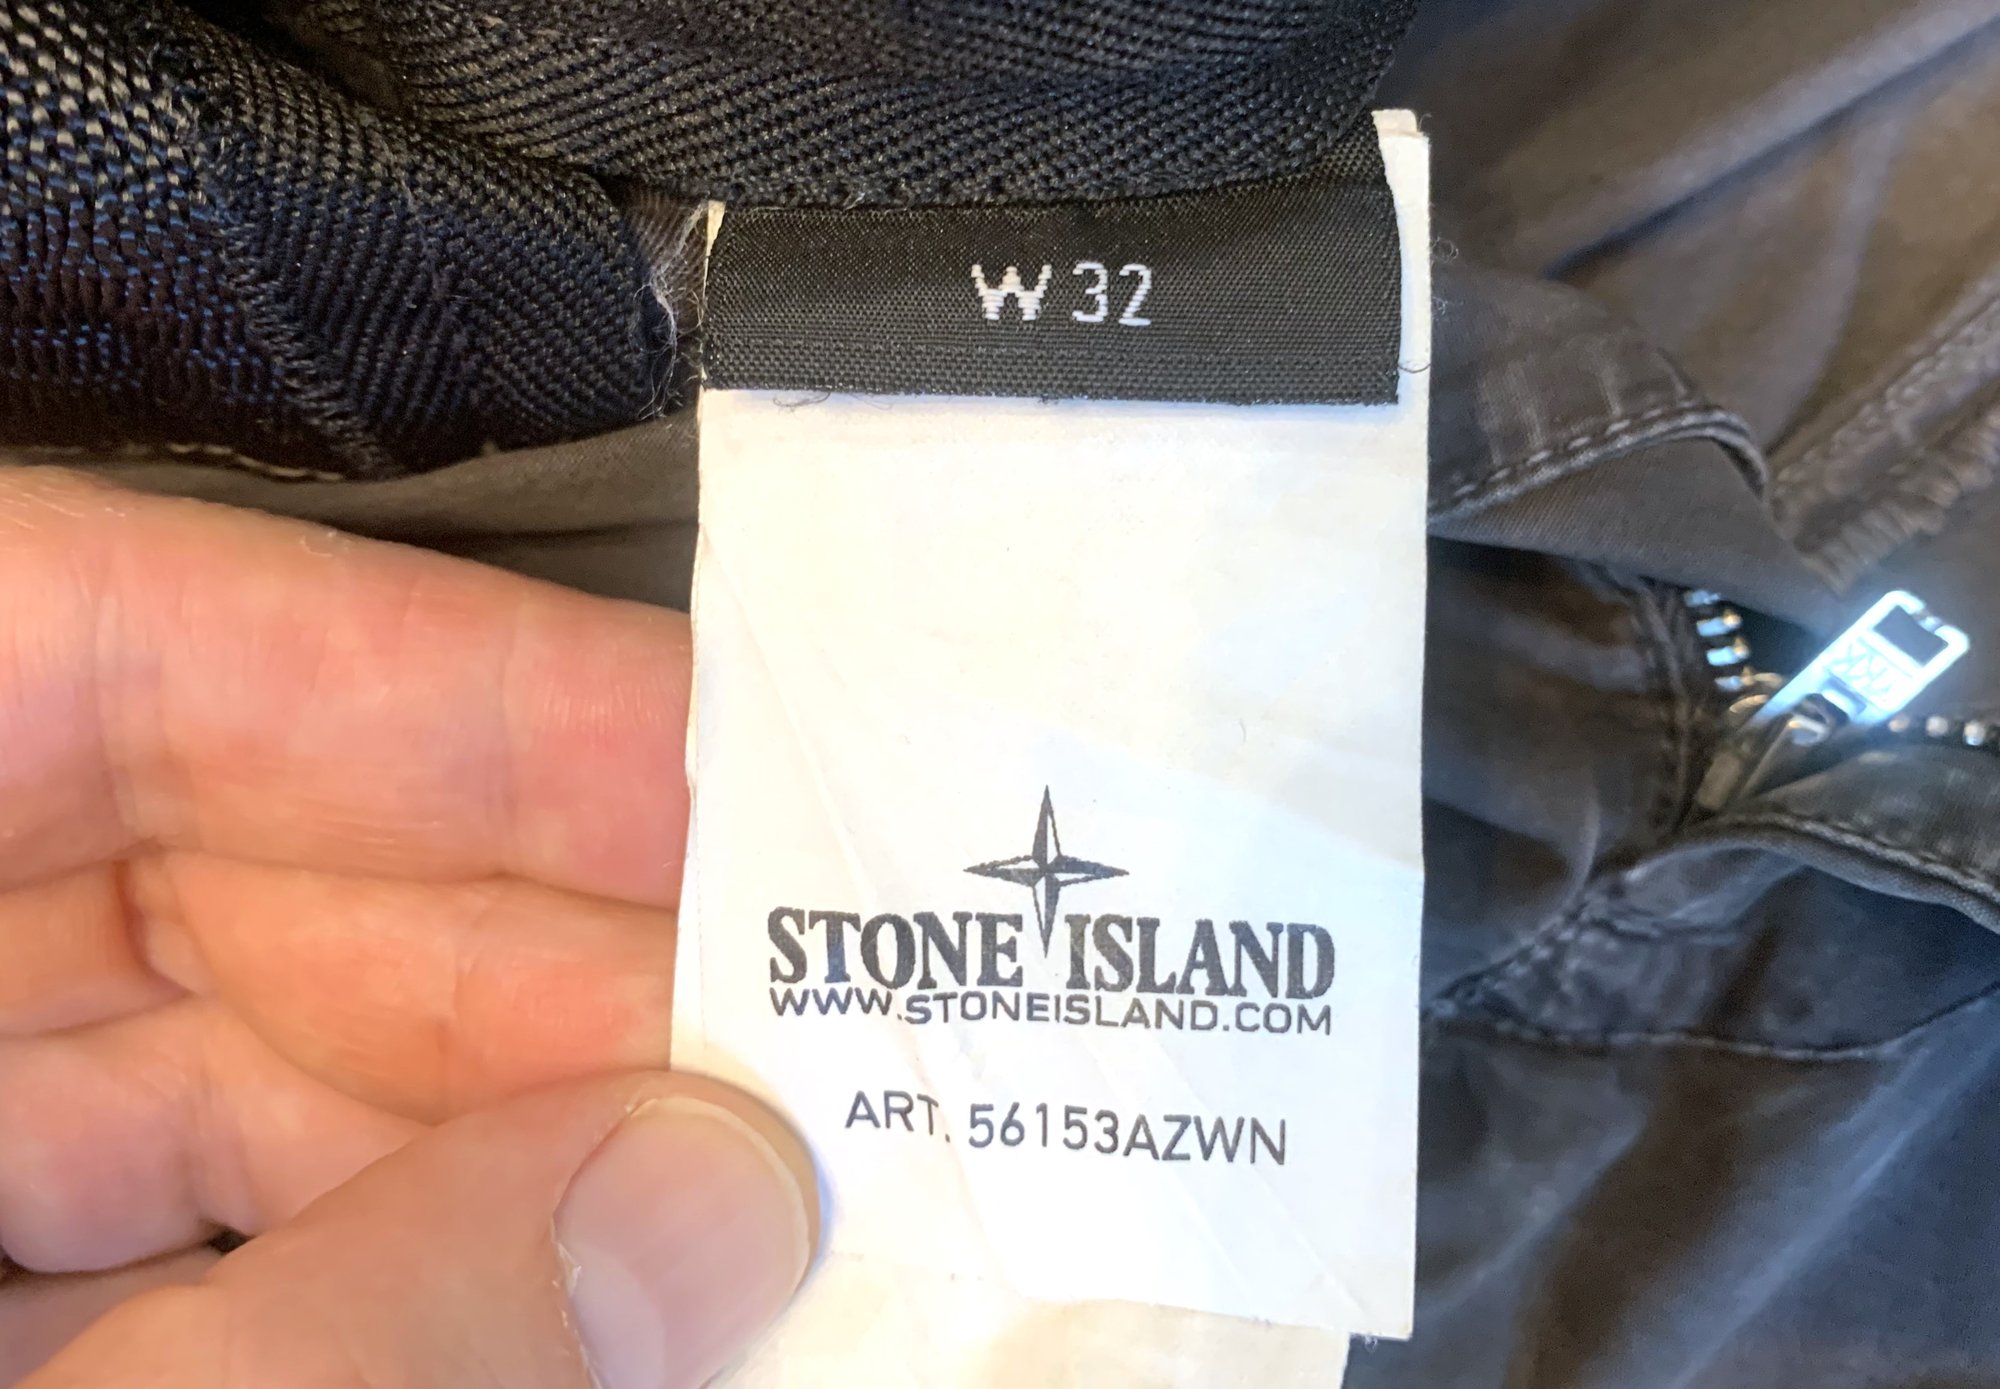 W 32
STONE ISLAND
WWW.STONEISLAND.COM
ART. 56153AZWN